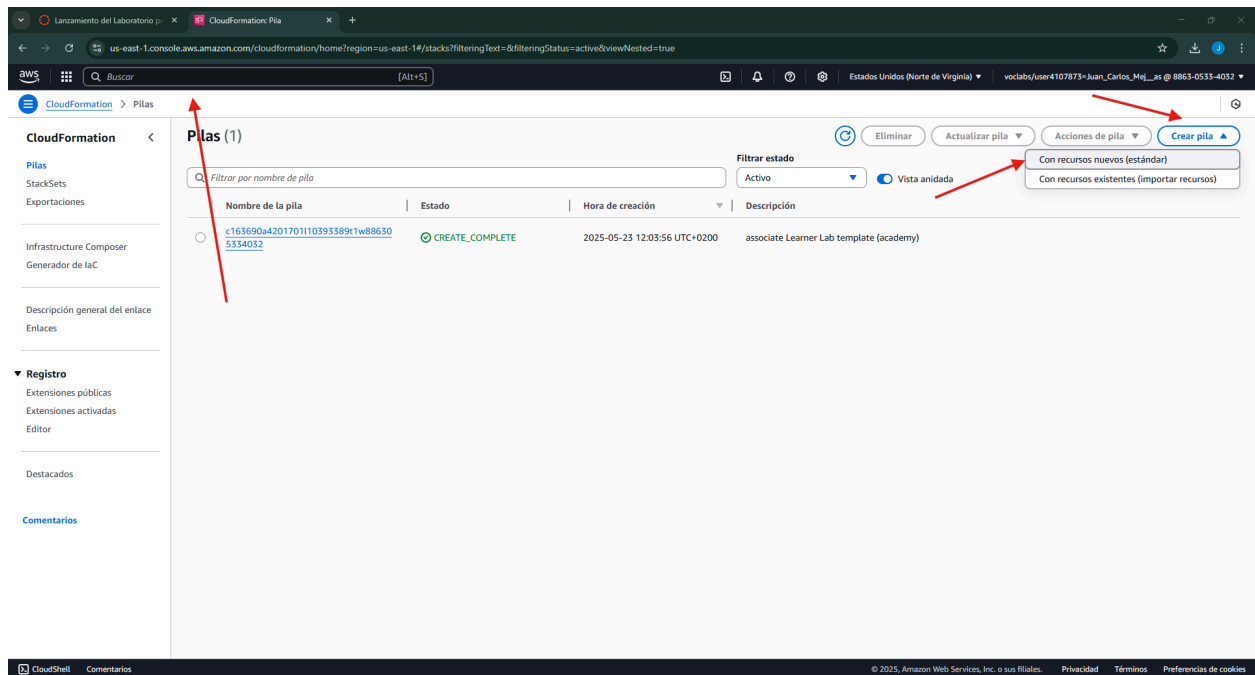 Lanzamiento del Laboratorio pa
CloudFormation: Pila
us-east-1.console.aws.amazon.com/cloudformation/home?region=us-east-1#/stacks?filteringText=&filteringStatus=active&viewNested=true
aws
Buscar
[Alt+S]
Estados Unidos (Norte de Virginia)
voclabs/user4107873=Juan_Carlos_Mej__as @ 8863-0533-4032
CloudFormation > Pilas
CloudFormation
Pilas
StackSets
Exportaciones
Infrastructure Composer
Generador de IaC
Descripción general del enlace
Enlaces
Registro
Extensiones públicas
Extensiones activadas
Editor
Destacados
Comentarios
Pilas (1)
Eliminar
Actualizar pila
Acciones de pila
Crear pila
Con recursos nuevos (estándar)
Con recursos existentes (importar recursos)
Filtrar por nombre de pila
Filtrar estado
Activo
Vista anidada
Nombre de la pila
Estado
Hora de creación
Descripción
c163690a4201701l10393389t1w88630
5334032
CREATE_COMPLETE
2025-05-23 12:03:56 UTC+0200
associate Learner Lab template (academy)
CloudShell
Comentarios
© 2025, Amazon Web Services, Inc. o sus filiales.
Privacidad
Términos
Preferencias de cookies